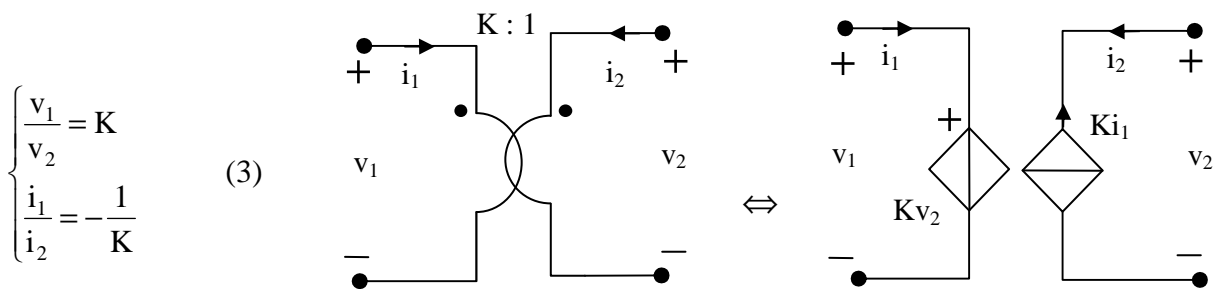 v₁/v₂ = K
i₁/i₂ = −1/K
(3)
K : 1
+ i₁ i₂ +
v₁ v₂
− −
⇔
+ i₁ i₂ +
+ Ki₁
v₁ v₂
Kv₂
− −